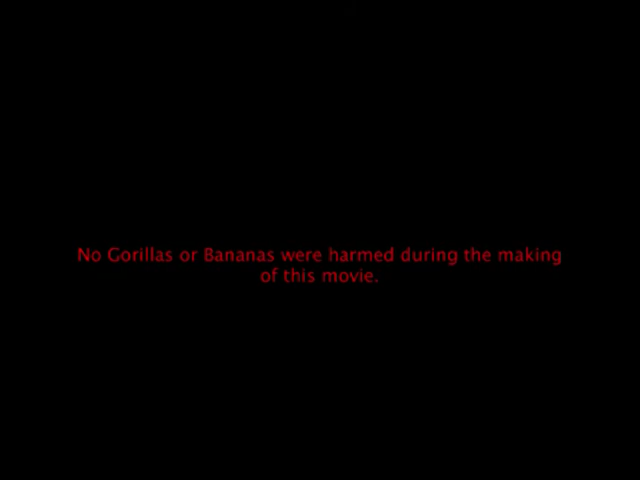 No Gorillas or Bananas were harmed during the making
of this movie.